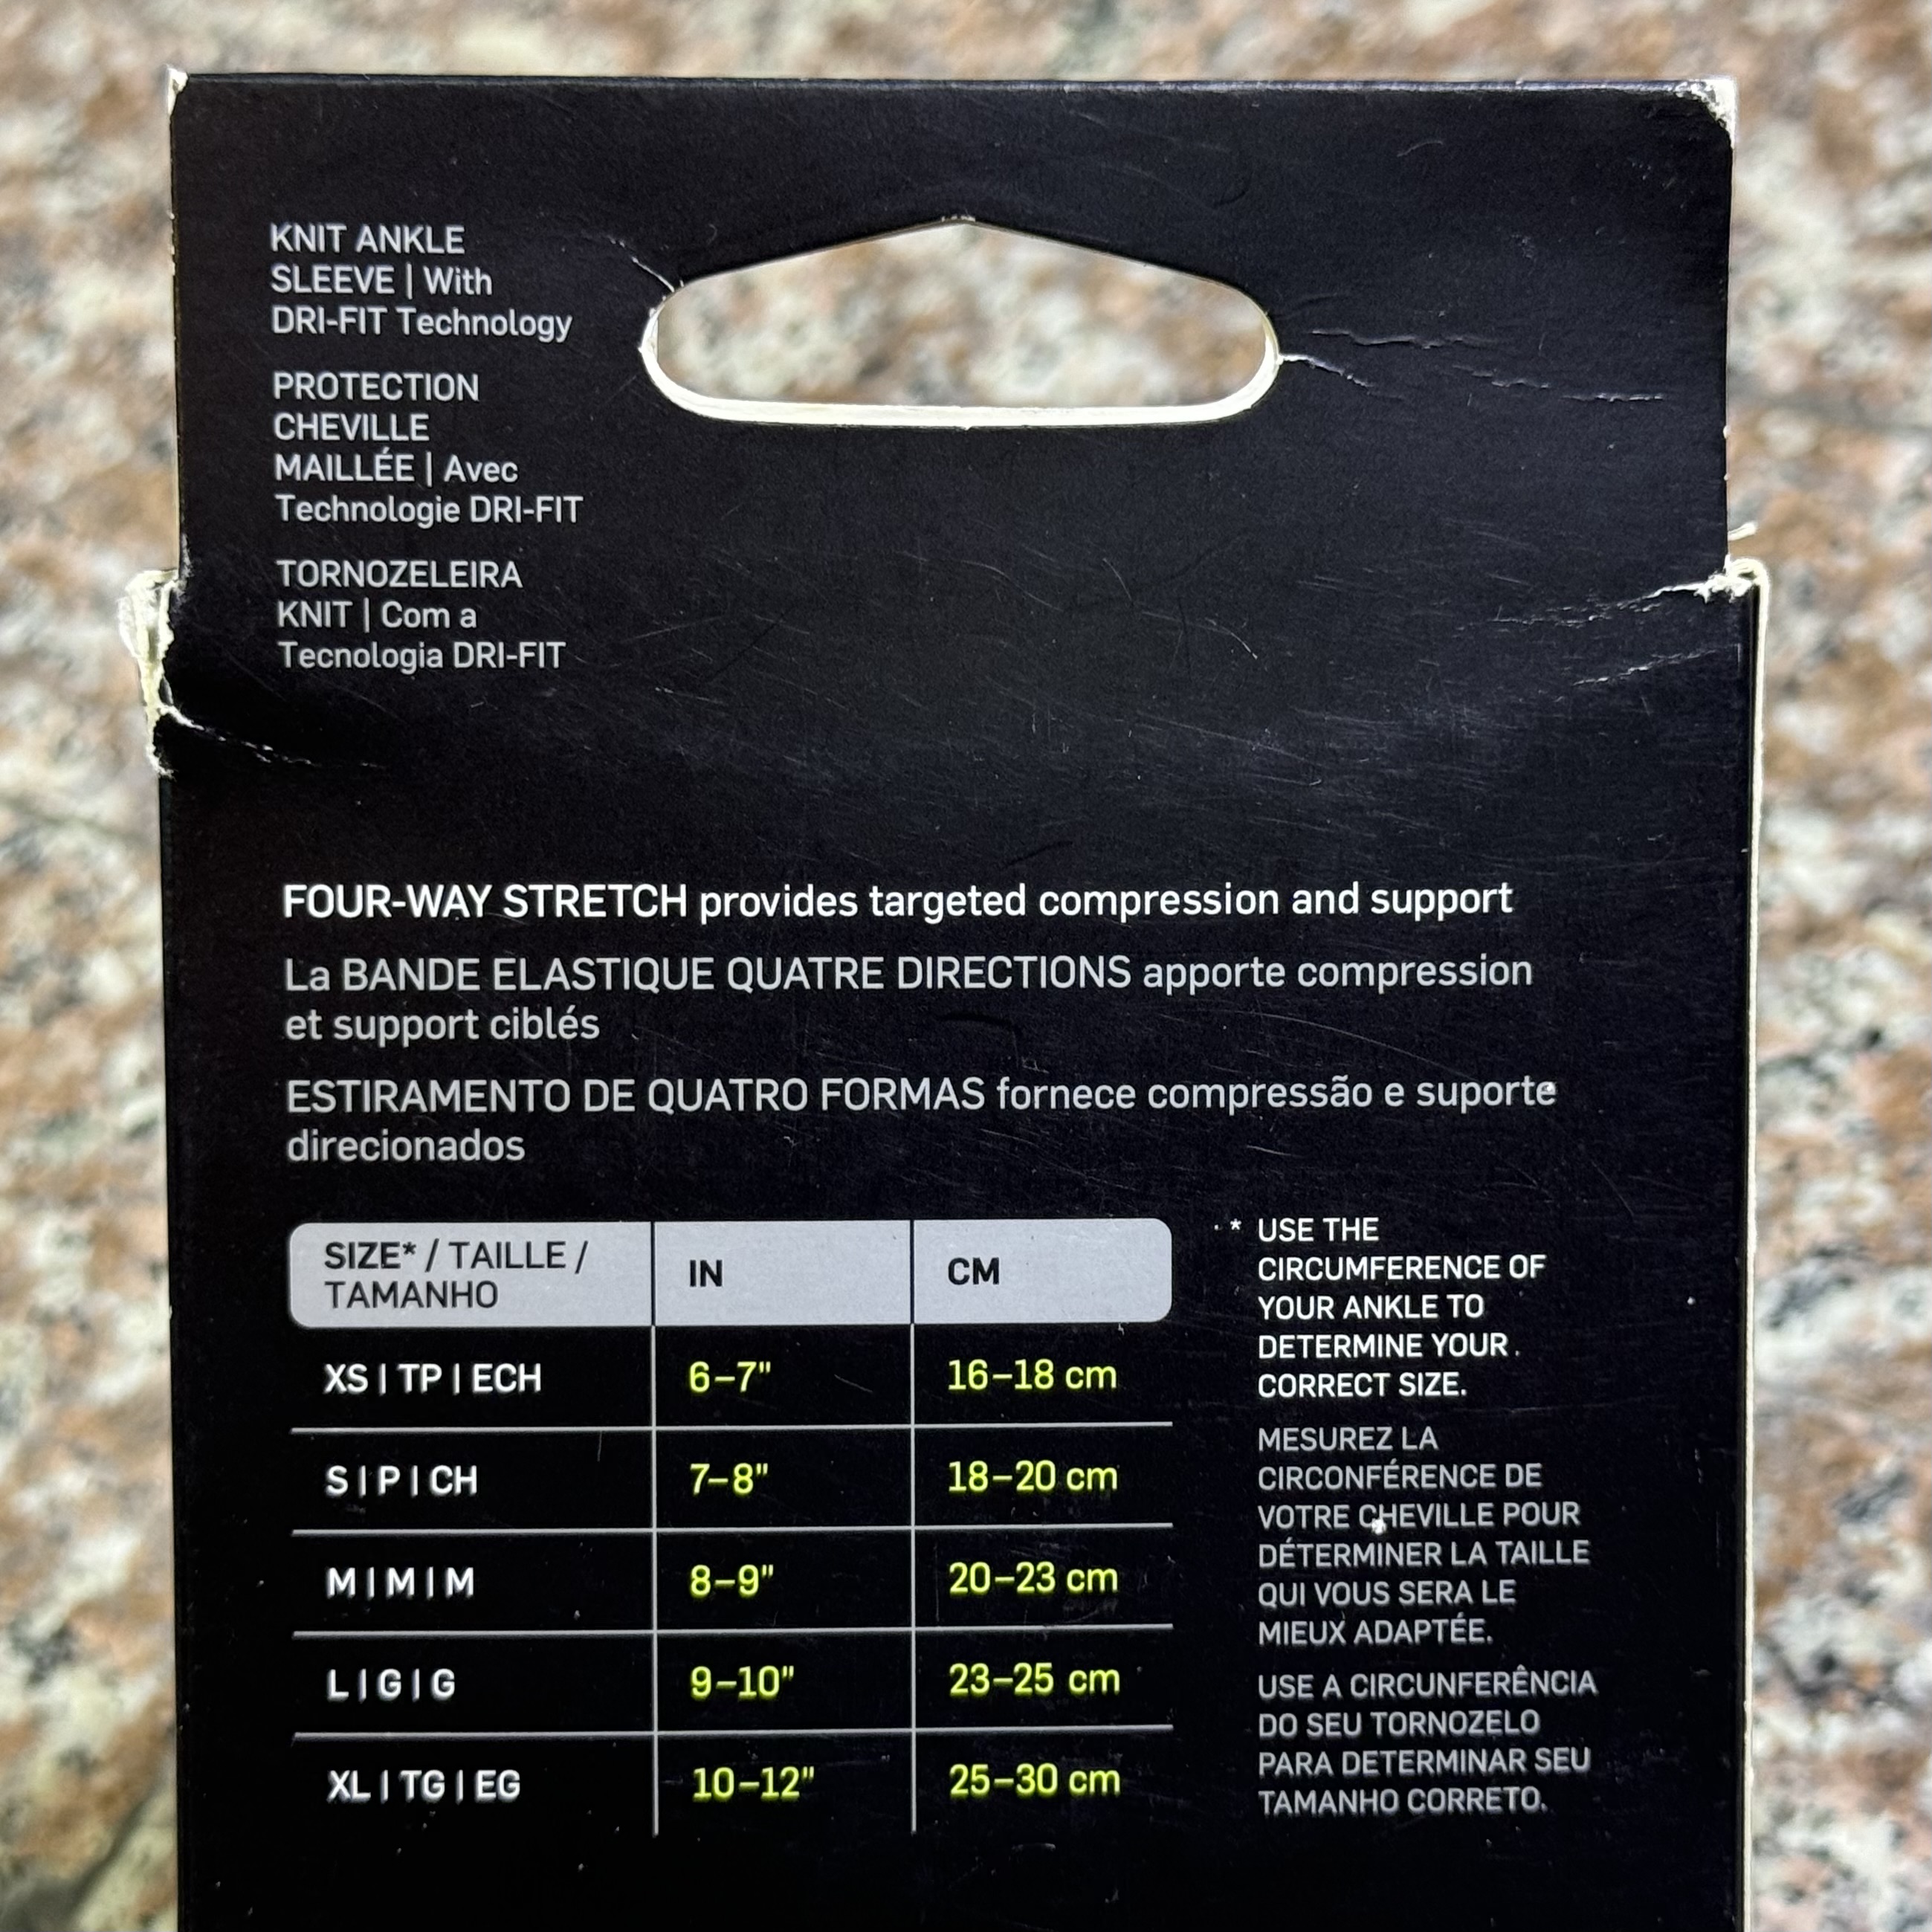 KNIT ANKLE
SLEEVE | With
DRI-FIT Technology
PROTECTION
CHEVILLE
MAILLÉE | Avec
Technologie DRI-FIT
TORNOZELEIRA
KNIT | Com a
Tecnologia DRI-FIT
FOUR-WAY STRETCH provides targeted compression and support
La BANDE ELASTIQUE QUATRE DIRECTIONS apporte compression
et support ciblés
ESTIRAMENTO DE QUATRO FORMAS fornece compressão e suporte
direcionados
SIZE* / TAILLE /
TAMANHO
IN
CM
XS | TP | ECH
6–7"
16–18 cm
S | P | CH
7–8"
18–20 cm
M | M | M
8–9"
20–23 cm
L | G | G
9–10"
23–25 cm
XL | TG | EG
10–12"
25–30 cm
* USE THE
CIRCUMFERENCE OF
YOUR ANKLE TO
DETERMINE YOUR
CORRECT SIZE.
MESUREZ LA
CIRCONFÉRENCE DE
VOTRE CHEVILLE POUR
DÉTERMINER LA TAILLE
QUI VOUS SERA LE
MIEUX ADAPTÉE.
USE A CIRCUNFERÊNCIA
DO SEU TORNOZELO
PARA DETERMINAR SEU
TAMANHO CORRETO.